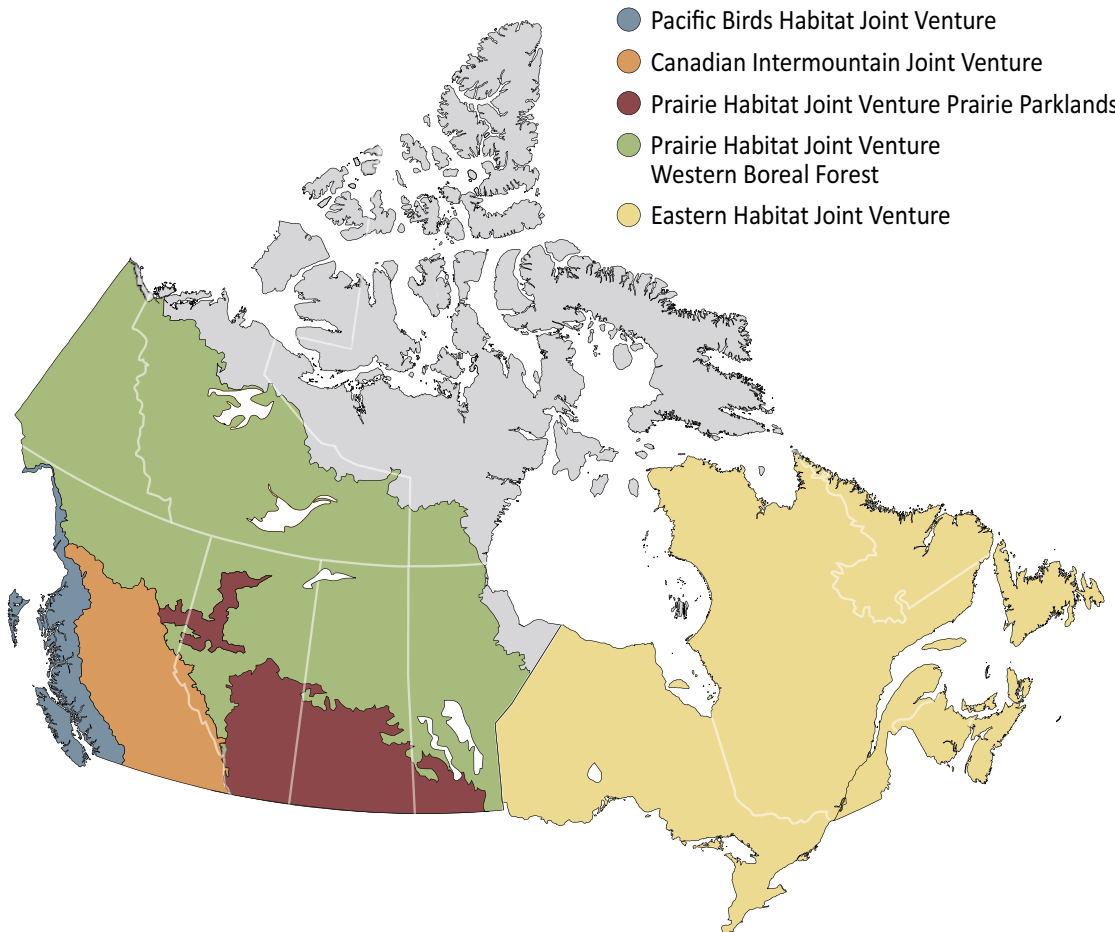 Pacific Birds Habitat Joint Venture
Canadian Intermountain Joint Venture
Prairie Habitat Joint Venture Prairie Parklands
Prairie Habitat Joint Venture
Western Boreal Forest
Eastern Habitat Joint Venture